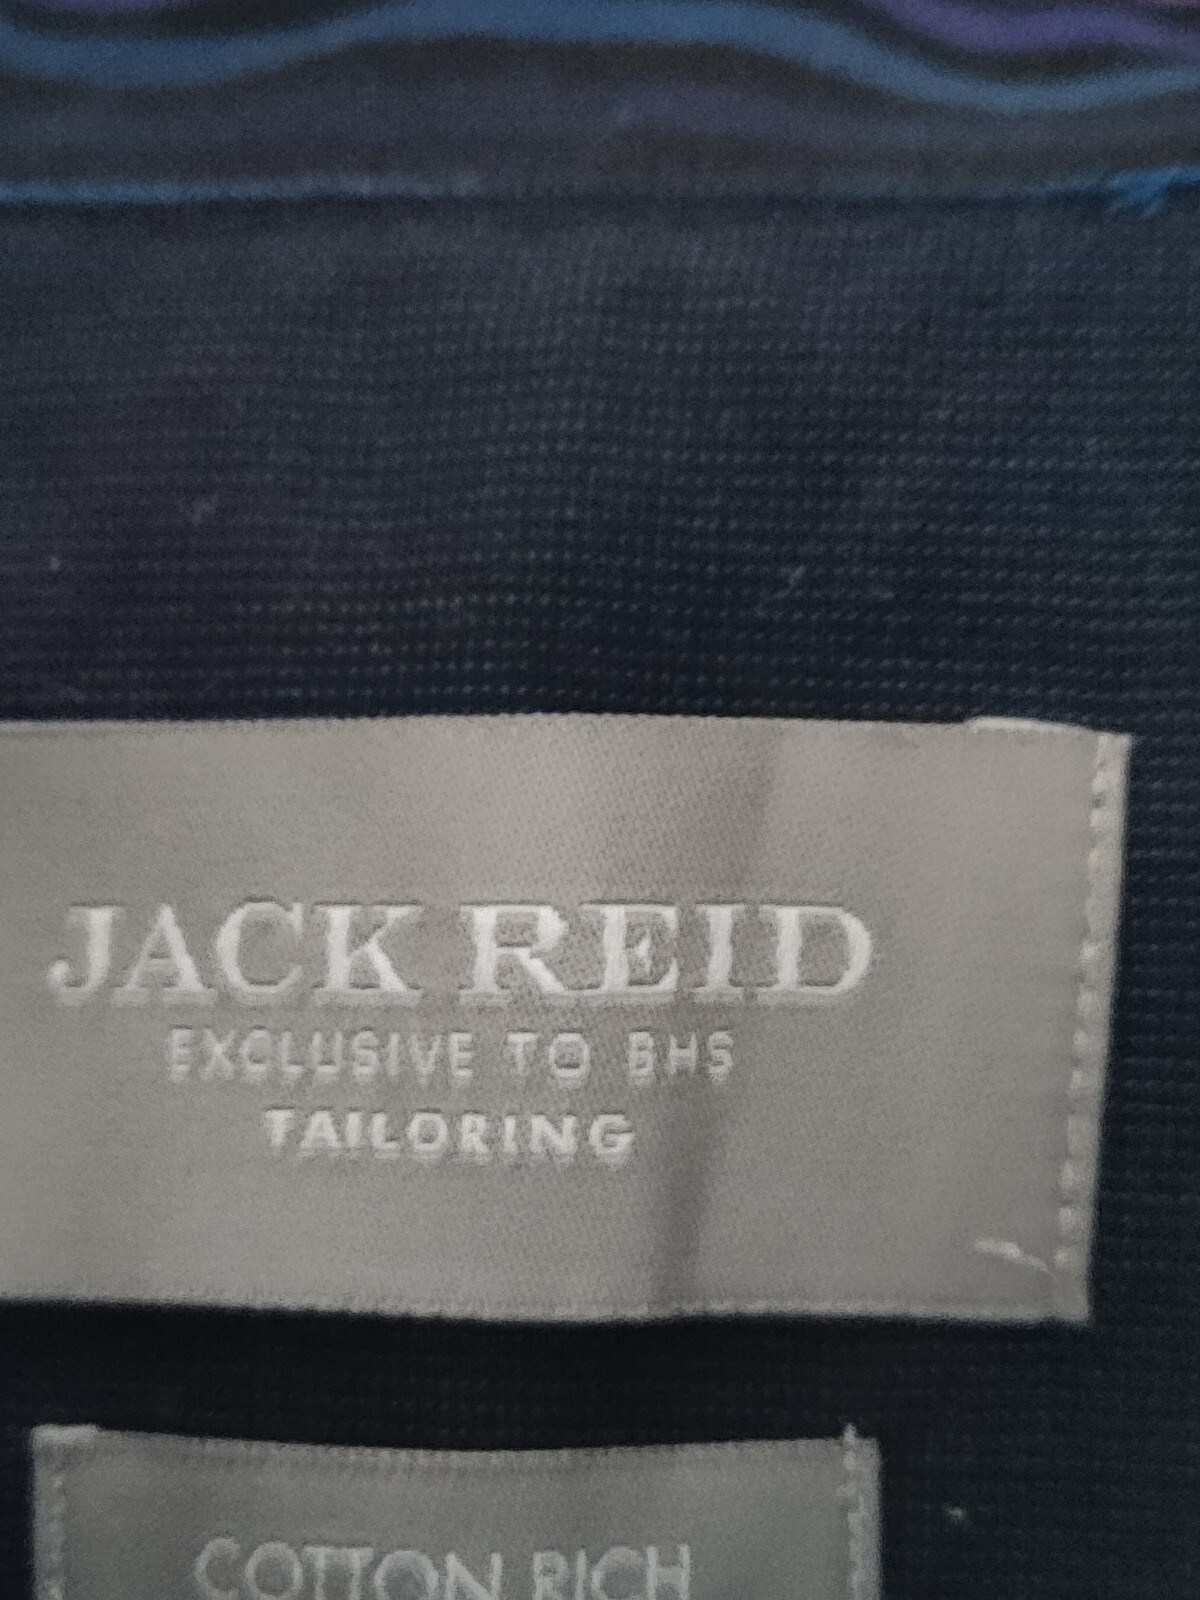 JACK REID
EXCLUSIVE TO BHS
TAILORING
COTTON RICH